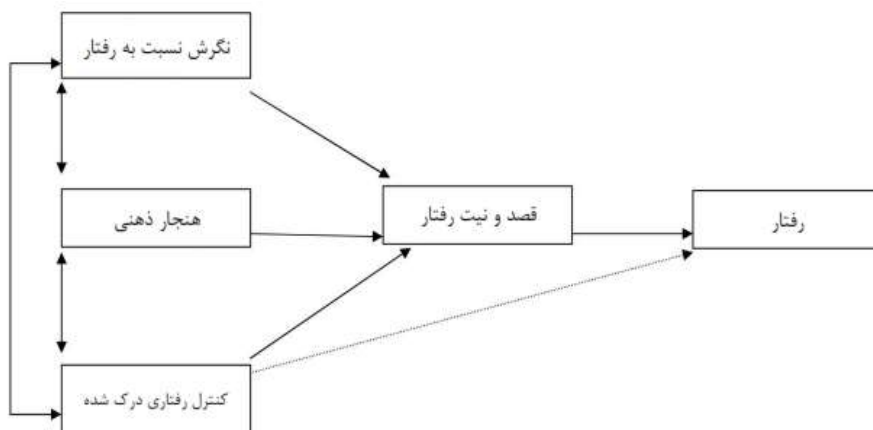 نگرش نسبت به رفتار
هنجار ذهنی
قصد و نیت رفتار
رفتار
کنترل رفتاری درک شده